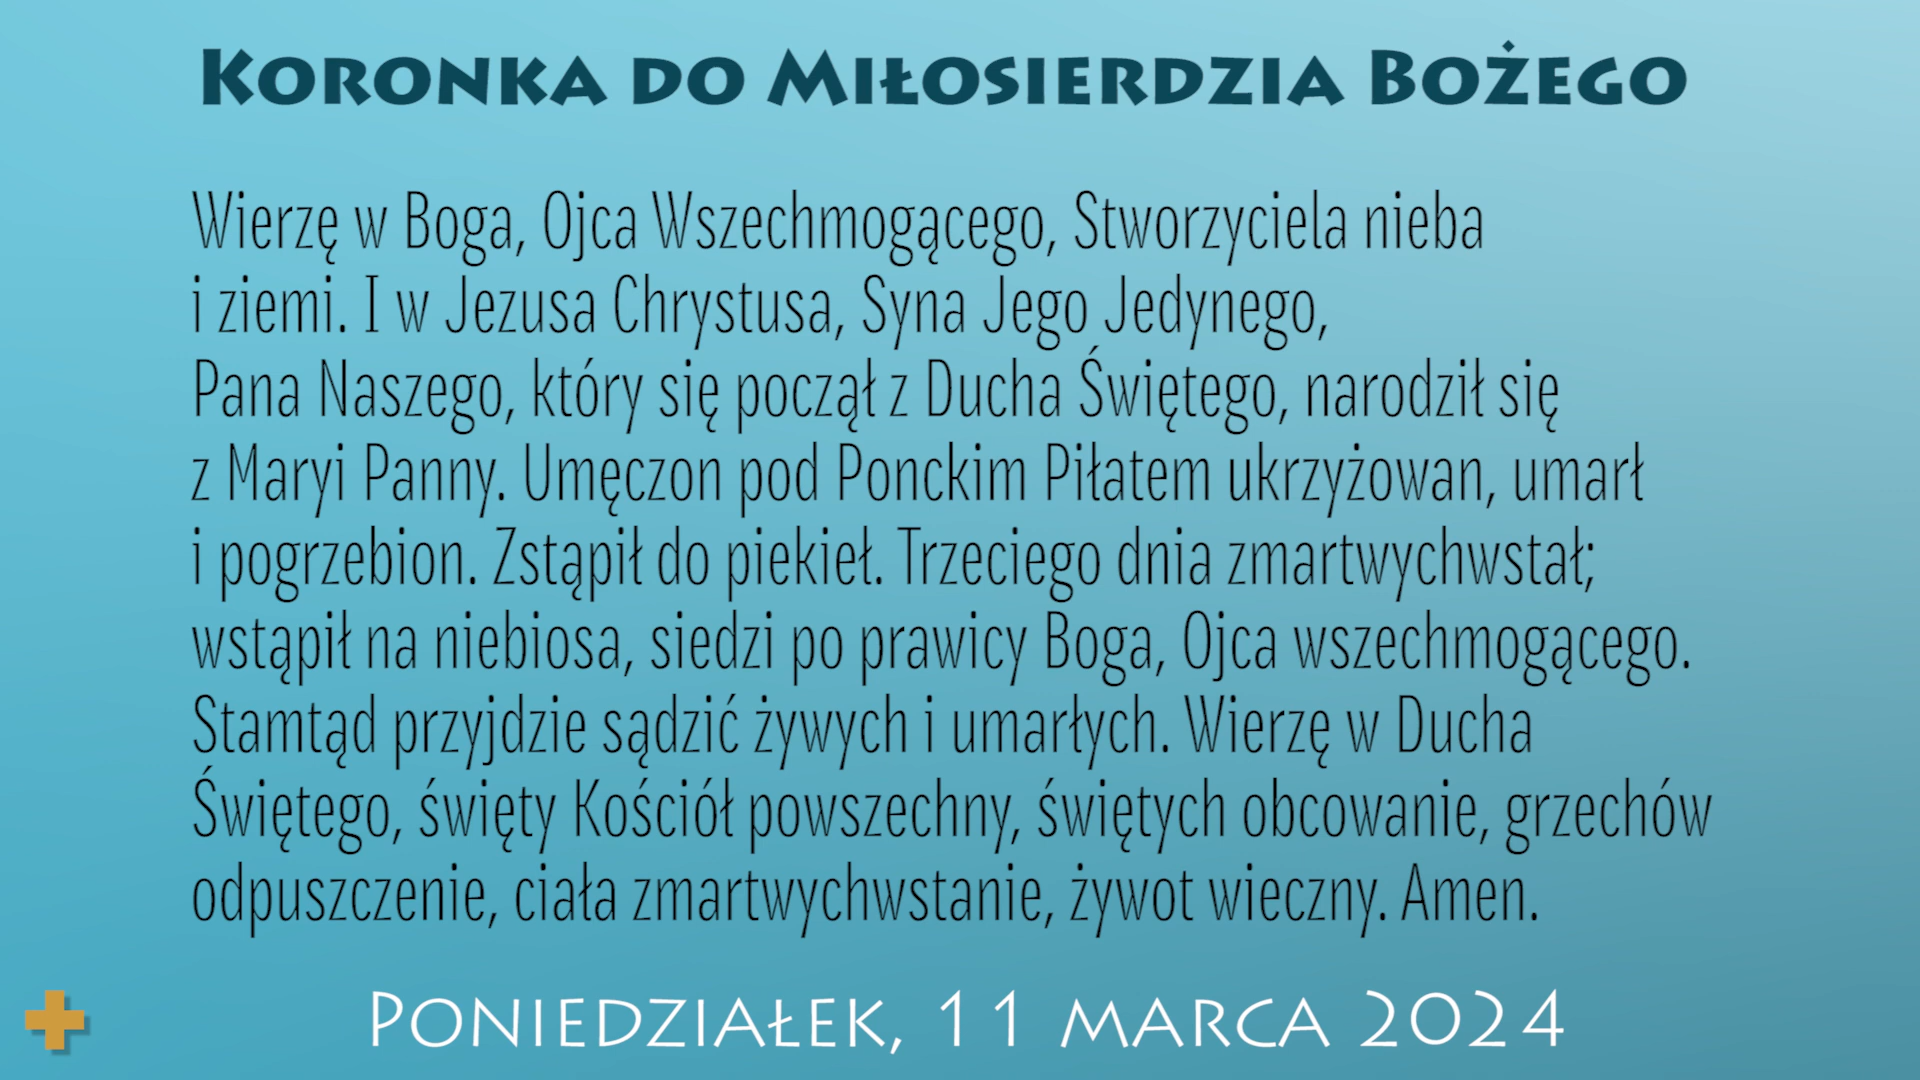 Koronka do Miłosierdzia Bożego
Wierzę w Boga, Ojca Wszechmogącego, Stworzyciela nieba
i ziemi. I w Jezusa Chrystusa, Syna Jego Jedynego,
Pana Naszego, który się począł z Ducha Świętego, narodził się
z Maryi Panny. Umęczon pod Ponckim Piłatem ukrzyżowan, umarł
i pogrzebion. Zstąpił do piekieł. Trzeciego dnia zmartwychwstał;
wstąpił na niebiosa, siedzi po prawicy Boga, Ojca wszechmogącego.
Stamtąd przyjdzie sądzić żywych i umarłych. Wierzę w Ducha
Świętego, święty Kościół powszechny, świętych obcowanie, grzechów
odpuszczenie, ciała zmartwychwstanie, żywot wieczny. Amen.
Poniedziałek, 11 marca 2024